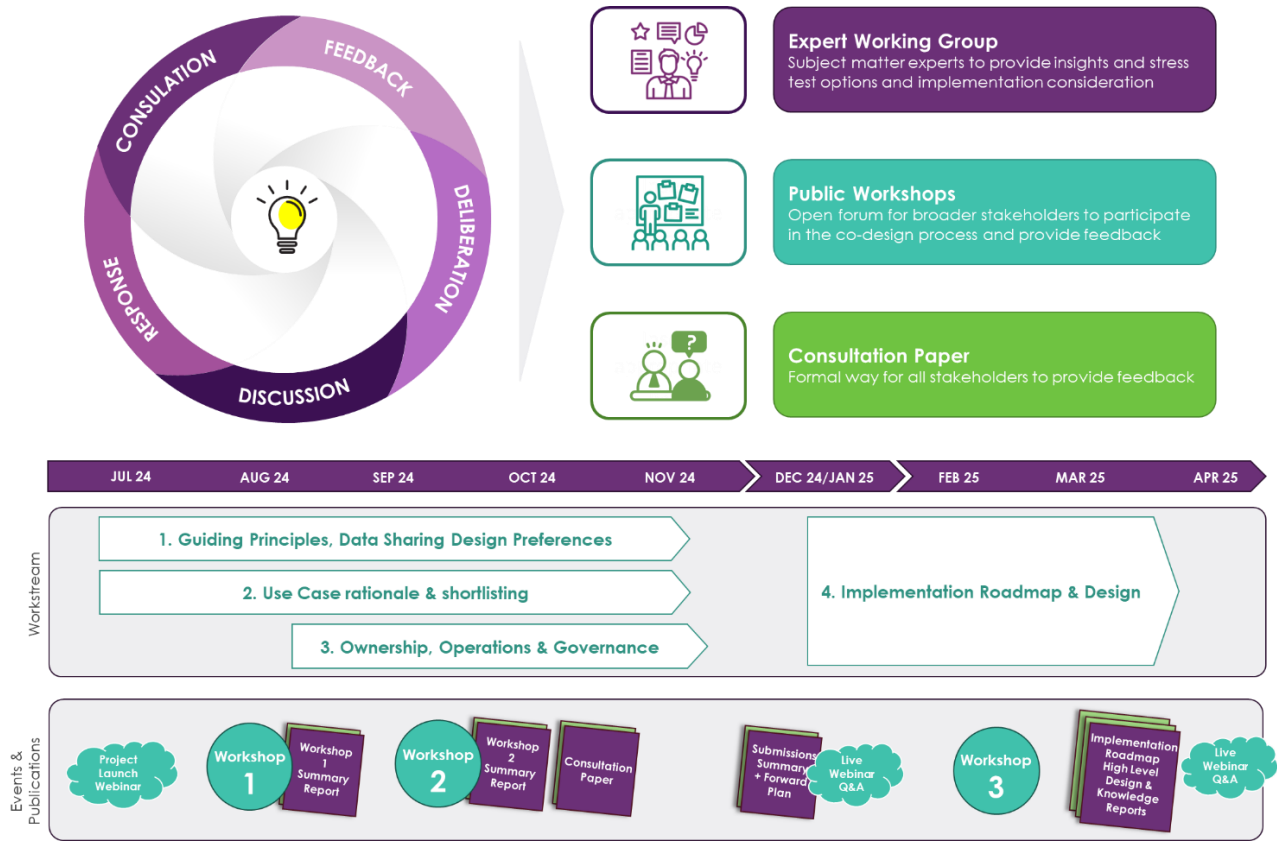 CONSULATION
FEEDBACK
DELIBERATION
DISCUSSION
RESPONSE
Expert Working Group
Subject matter experts to provide insights and stress
test options and implementation consideration
Public Workshops
Open forum for broader stakeholders to participate
in the co-design process and provide feedback
?
Consultation Paper
Formal way for all stakeholders to provide feedback
JUL 24
AUG 24
SEP 24
OCT 24
NOV 24
DEC 24/JAN 25
FEB 25
MAR 25
APR 25
Workstream
1. Guiding Principles, Data Sharing Design Preferences
2. Use Case rationale & shortlisting
3. Ownership, Operations & Governance
4. Implementation Roadmap & Design
Events &
Publications
Project
Launch
Webinar
Workshop
1
Workshop
1
Summary
Report
Workshop
2
Workshop
2
Summary
Report
Consultation
Paper
Submissions
Summary
+ Forward
Plan
Live
Webinar
Q&A
Workshop
3
Implementation
Roadmap
High Level
Design &
Knowledge
Reports
Live
Webinar
Q&A